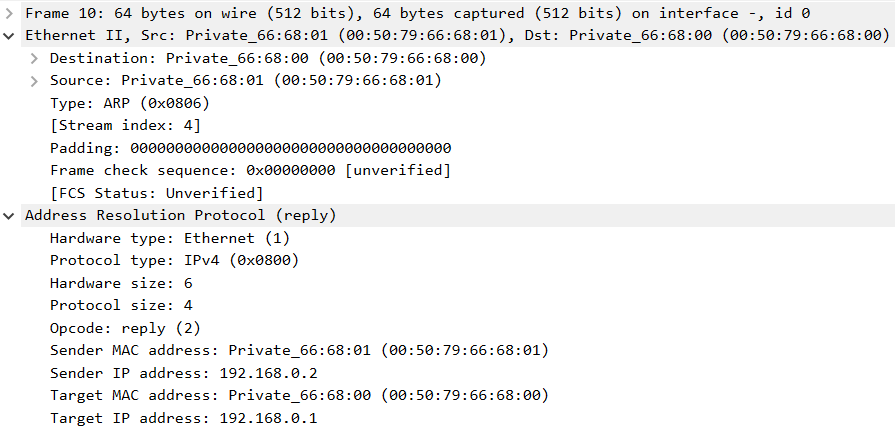 Frame 10: 64 bytes on wire (512 bits), 64 bytes captured (512 bits) on interface -, id 0
Ethernet II, Src: Private_66:68:01 (00:50:79:66:68:01), Dst: Private_66:68:00 (00:50:79:66:68:00)
Destination: Private_66:68:00 (00:50:79:66:68:00)
Source: Private_66:68:01 (00:50:79:66:68:01)
Type: ARP (0x0806)
[Stream index: 4]
Padding: 000000000000000000000000000000000000
Frame check sequence: 0x00000000 [unverified]
[FCS Status: Unverified]
Address Resolution Protocol (reply)
Hardware type: Ethernet (1)
Protocol type: IPv4 (0x0800)
Hardware size: 6
Protocol size: 4
Opcode: reply (2)
Sender MAC address: Private_66:68:01 (00:50:79:66:68:01)
Sender IP address: 192.168.0.2
Target MAC address: Private_66:68:00 (00:50:79:66:68:00)
Target IP address: 192.168.0.1